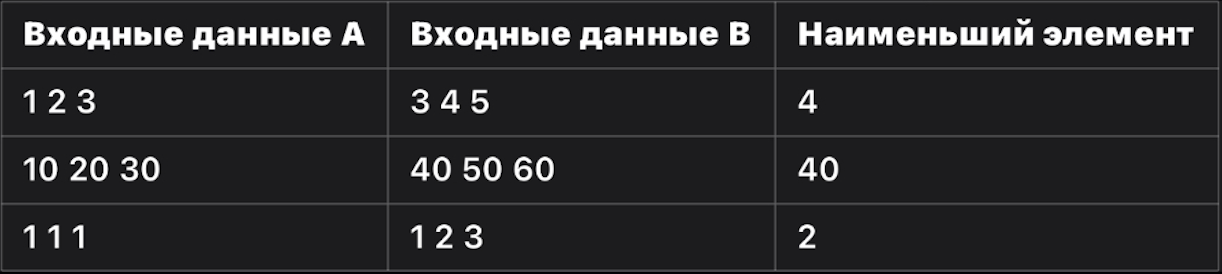 Входные данные A Входные данные B Наименьший элемент
1 2 3 3 4 5 4
10 20 30 40 50 60 40
1 1 1 1 2 3 2